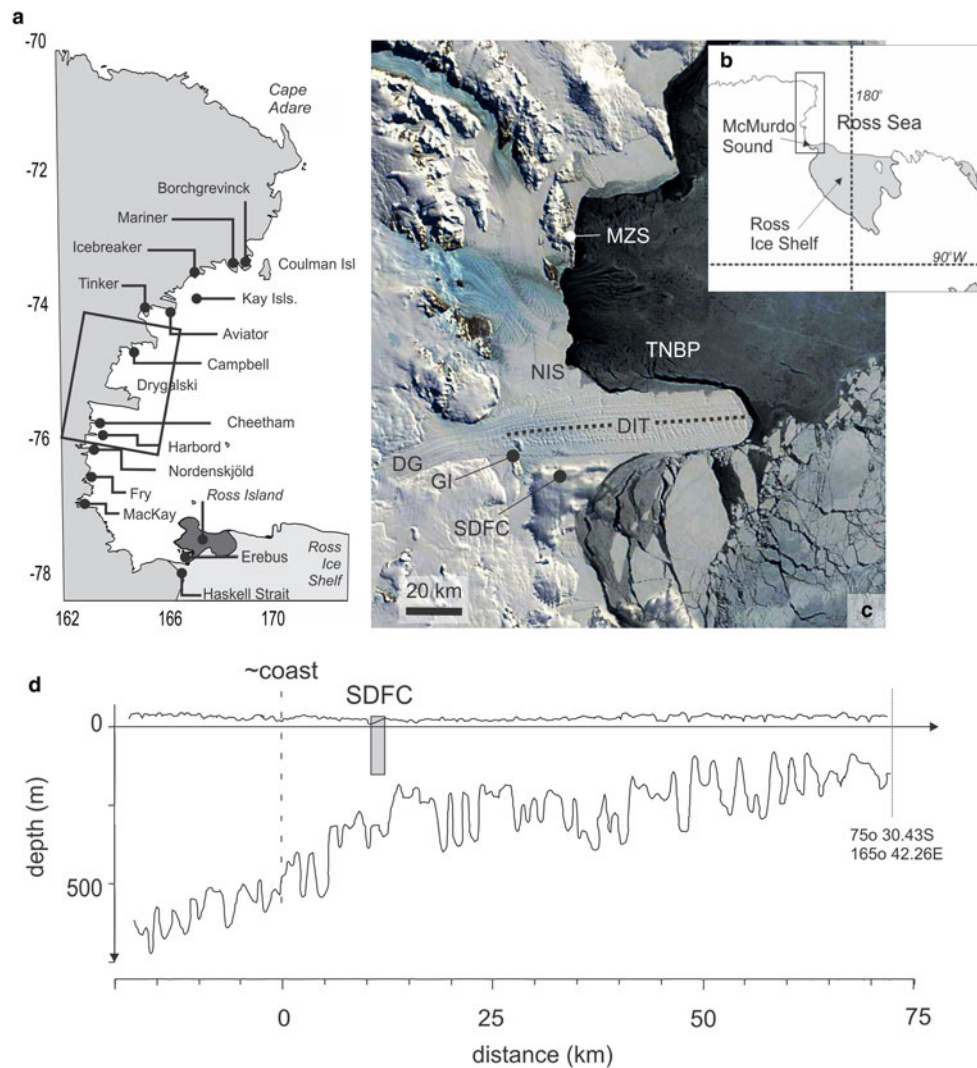 a
-70
-72
-74
-76
-78
162
166
170
Cape
Adare
Borchgrevinck
Mariner
Icebreaker
Coulman Isl
Tinker
Kay Isls.
Aviator
Campbell
Drygalski
Cheetham
Harbord
Nordenskjöld
Fry
Ross Island
MacKay
Erebus
Ross
Ice
Shelf
Haskell Strait
b
180°
McMurdo
Sound
Ross Sea
Ross
Ice Shelf
90°W
MZS
TNBP
NIS
DIT
DG
GI
SDFC
20 km
c
d
~coast
SDFC
0
500
depth (m)
75o 30.43S
165o 42.26E
0
25
50
75
distance (km)